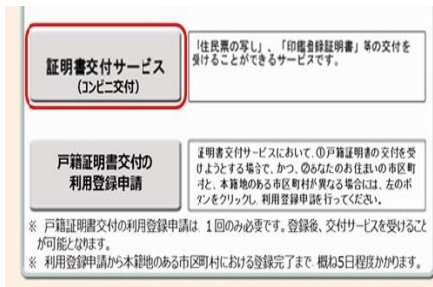 証明書交付サービス
(コンビニ交付)
「住民票の写し」、「印鑑登録証明書」等の交付を
受けることができるサービスです。
戸籍証明書交付の
利用登録申請
証明書交付サービスにおいて、①戸籍証明書の交付を受
けようとする場合で、かつ、②あなたのお住まいの市区町
村と、本籍地のある市区町村が異なる場合には、左のボ
タンをクリックし、利用登録申請を行ってください。
※ 戸籍証明書交付の利用登録申請は、1回のみ必要です。登録後、交付サービスを受けること
が可能となります。
※ 利用登録申請から本籍地のある市区町村における登録完了まで 概ね5日程度かかります。